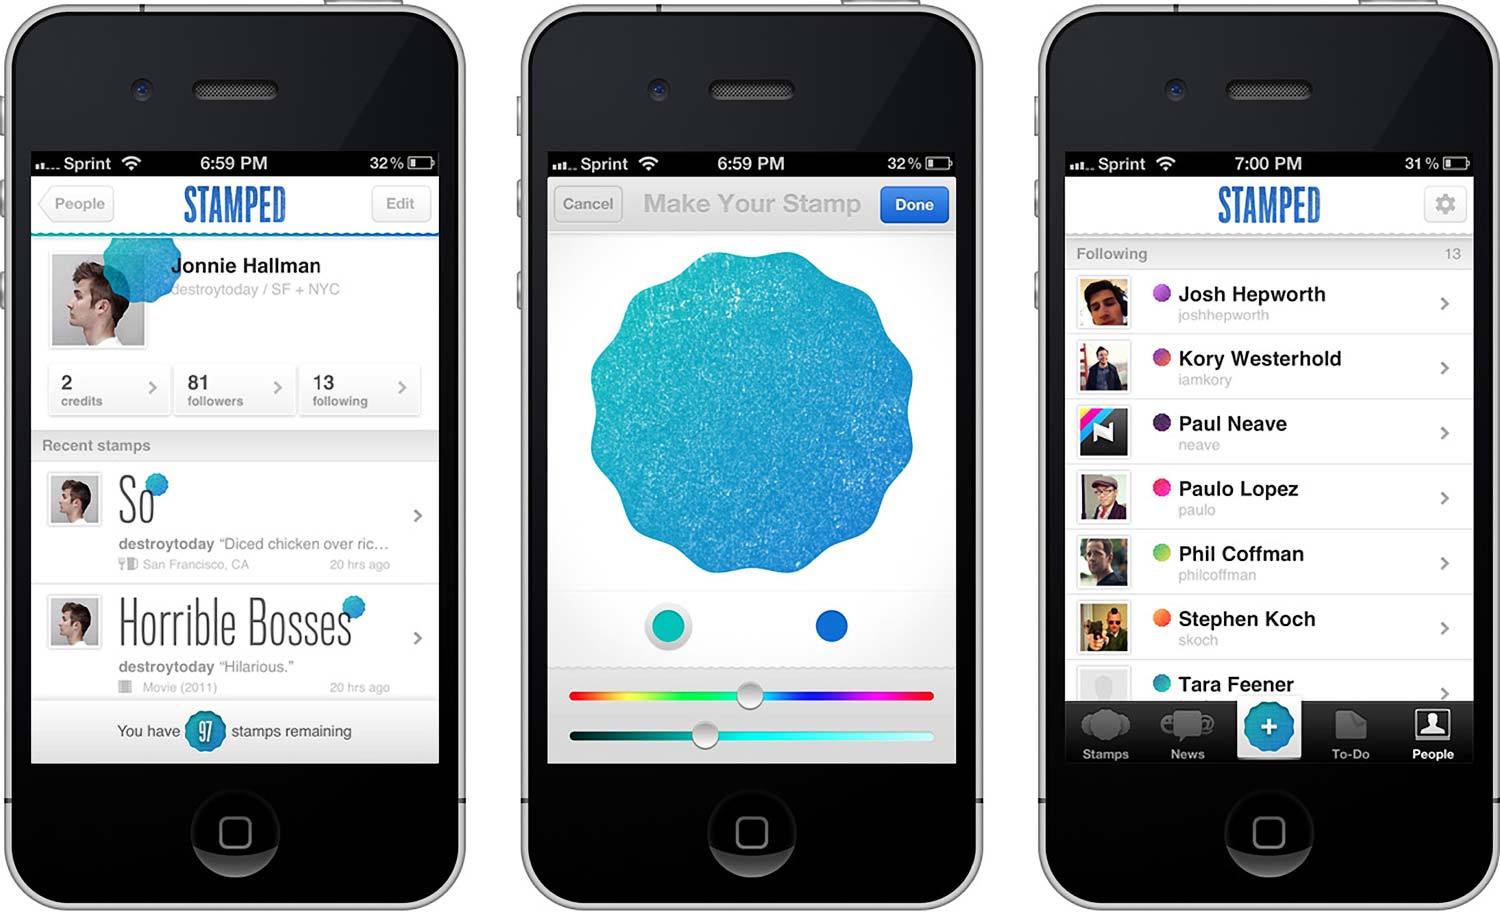 Sprint 6:59 PM 32%
People STAMPED Edit
Jonnie Hallman
destroytoday / SF + NYC
2 credits
81 followers
13 following
Recent stamps
So
destroytoday “Diced chicken over ric...
San Francisco, CA 20 hrs ago
Horrible Bosses
destroytoday “Hilarious.”
Movie (2011) 20 hrs ago
You have 97 stamps remaining
Sprint 6:59 PM 32%
Cancel Make Your Stamp Done
Sprint 7:00 PM 31%
STAMPED
Following 13
Josh Hepworth
joshhepworth
Kory Westerhold
iamkory
Paul Neave
neave
N
Paulo Lopez
paulo
Phil Coffman
philcoffman
Stephen Koch
skoch
Tara Feener
@
+
Stamps News To-Do People